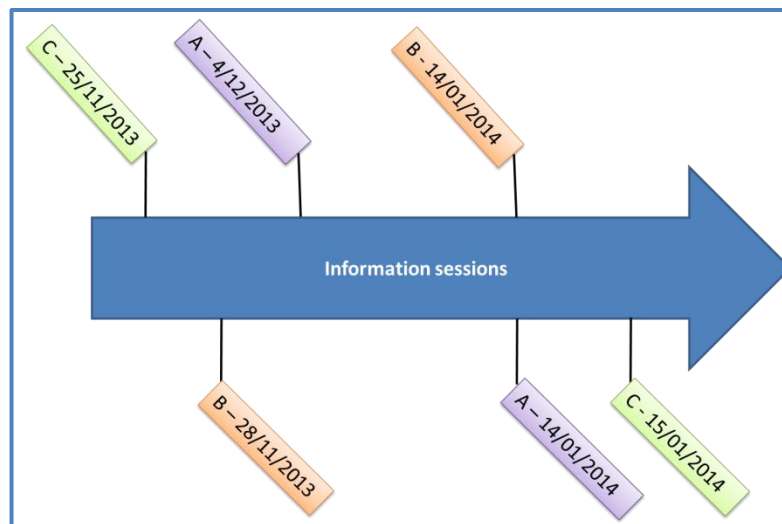 C – 25/11/2013
A – 4/12/2013
B - 14/01/2014
Information sessions
B – 28/11/2013
A – 14/01/2014
C - 15/01/2014